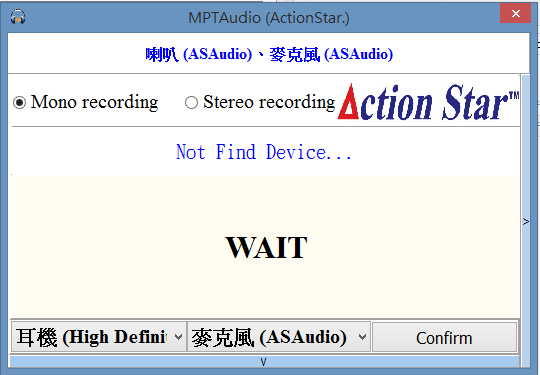 MPTAudio (ActionStar.)
喇叭 (ASAudio)、麥克風 (ASAudio)
Mono recording
Stereo recording
Action Star™
Not Find Device...
WAIT
>
耳機 (High Defini
麥克風 (ASAudio)
Confirm
v